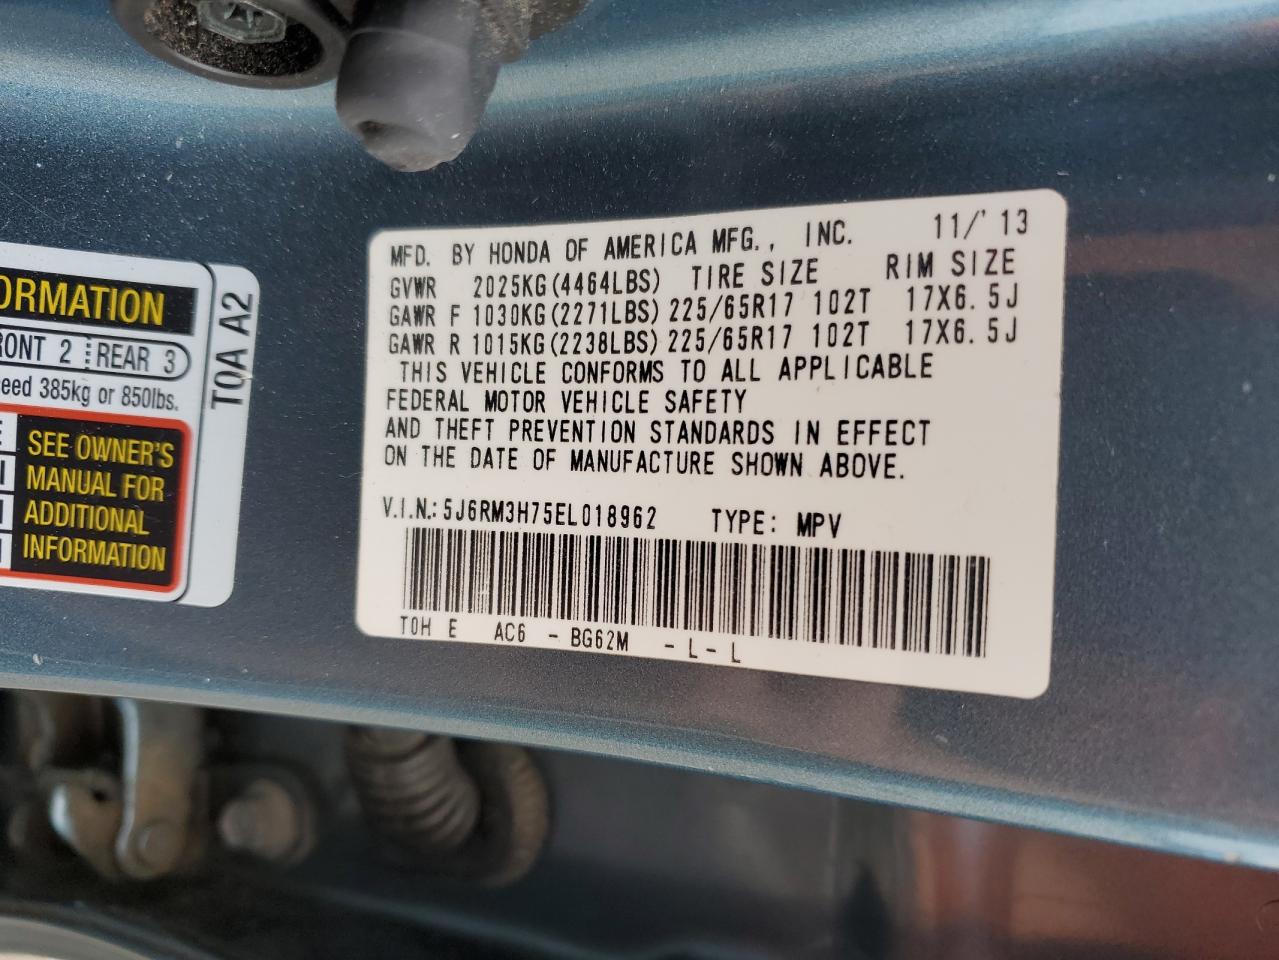 ORMATION
RONT 2 REAR 3
eed 385kg or 850lbs.
SEE OWNER'S
MANUAL FOR
ADDITIONAL
INFORMATION
T0A A2
MFD. BY HONDA OF AMERICA MFG., INC. 11/'13
GVWR 2025KG(4464LBS) TIRE SIZE RIM SIZE
GAWR F 1030KG(2271LBS) 225/65R17 102T 17X6.5J
GAWR R 1015KG(2238LBS) 225/65R17 102T 17X6.5J
THIS VEHICLE CONFORMS TO ALL APPLICABLE
FEDERAL MOTOR VEHICLE SAFETY
AND THEFT PREVENTION STANDARDS IN EFFECT
ON THE DATE OF MANUFACTURE SHOWN ABOVE.
V.I.N.: 5J6RM3H75EL018962 TYPE: MPV
T0H E AC6 - BG62M - L - L